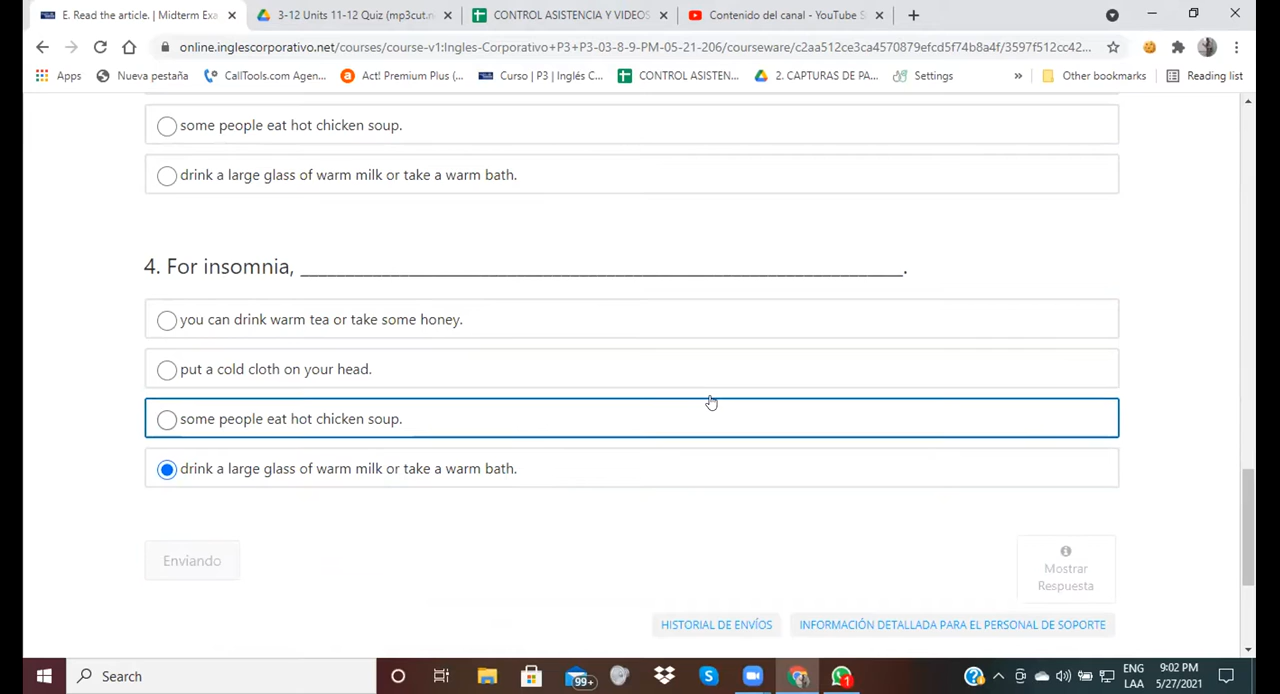 E. Read the article. | Midterm Exa
3-12 Units 11-12 Quiz (mp3cut.n
CONTROL ASISTENCIA Y VIDEOS
Contenido del canal - YouTube S
online.inglescorporativo.net/courses/course-v1:Ingles-Corporativo+P3+P3-03-8-9-PM-05-21-206/courseware/c2aa512ce3ca4570879efcd5f74b8a4f/3597f512cc42...
Apps
Nueva pestaña
CallTools.com Agen...
Act! Premium Plus (...
Curso | P3 | Inglés C...
CONTROL ASISTEN...
2. CAPTURAS DE PA...
Settings
»
Other bookmarks
Reading list
some people eat hot chicken soup.
drink a large glass of warm milk or take a warm bath.
4. For insomnia, ______________________________________________________.
you can drink warm tea or take some honey.
put a cold cloth on your head.
some people eat hot chicken soup.
drink a large glass of warm milk or take a warm bath.
Enviando
Mostrar
Respuesta
HISTORIAL DE ENVÍOS
INFORMACIÓN DETALLADA PARA EL PERSONAL DE SOPORTE
Search
99+
1
ENG
LAA
9:02 PM
5/27/2021